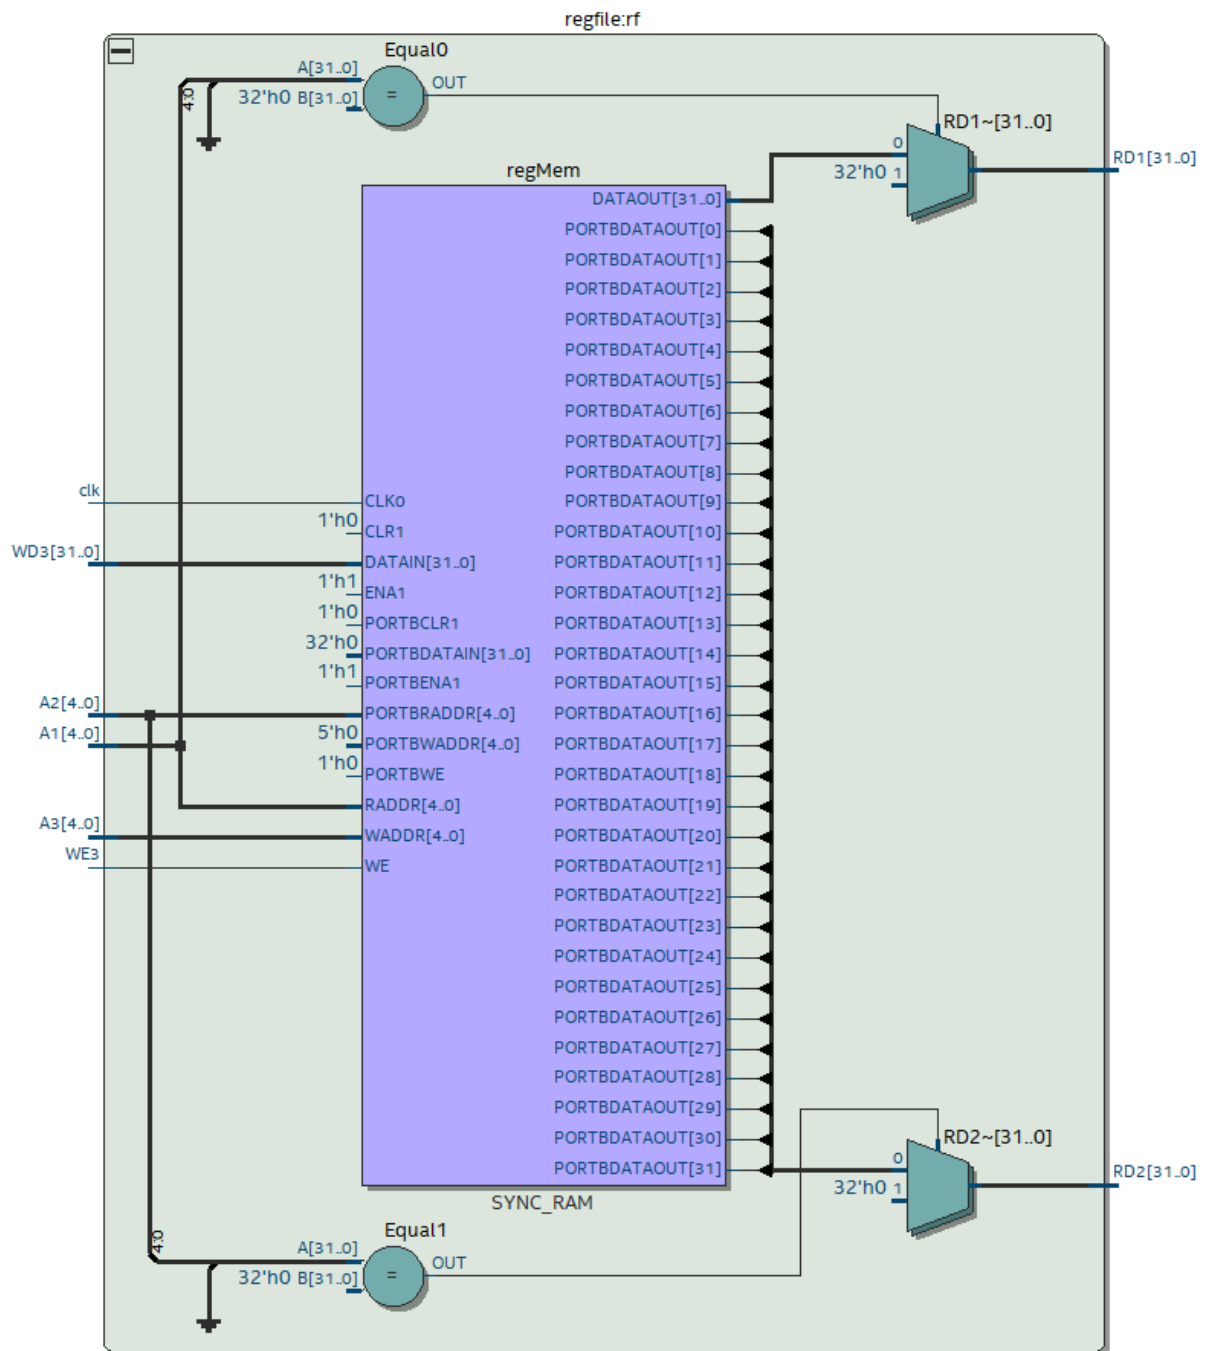 regfile:rf
Equal0
A[31..0]
OUT
4:0
32'h0 B[31..0]
=
RD1~[31..0]
0
RD1[31..0]
32'h0 1
regMem
DATAOUT[31..0]
PORTBDATAOUT[0]
PORTBDATAOUT[1]
PORTBDATAOUT[2]
PORTBDATAOUT[3]
PORTBDATAOUT[4]
PORTBDATAOUT[5]
PORTBDATAOUT[6]
PORTBDATAOUT[7]
PORTBDATAOUT[8]
clk
CLK0
PORTBDATAOUT[9]
1'h0
CLR1
PORTBDATAOUT[10]
WD3[31..0]
DATAIN[31..0]
PORTBDATAOUT[11]
1'h1
ENA1
PORTBDATAOUT[12]
1'h0
PORTBCLR1
PORTBDATAOUT[13]
32'h0
PORTBDATAIN[31..0]
PORTBDATAOUT[14]
1'h1
PORTBENA1
PORTBDATAOUT[15]
A2[4..0]
PORTBRADDR[4..0]
PORTBDATAOUT[16]
A1[4..0]
5'h0
PORTBWADDR[4..0]
PORTBDATAOUT[17]
1'h0
PORTBWE
PORTBDATAOUT[18]
RADDR[4..0]
PORTBDATAOUT[19]
A3[4..0]
WADDR[4..0]
PORTBDATAOUT[20]
WE3
WE
PORTBDATAOUT[21]
PORTBDATAOUT[22]
PORTBDATAOUT[23]
PORTBDATAOUT[24]
PORTBDATAOUT[25]
PORTBDATAOUT[26]
PORTBDATAOUT[27]
PORTBDATAOUT[28]
PORTBDATAOUT[29]
PORTBDATAOUT[30]
PORTBDATAOUT[31]
RD2~[31..0]
0
RD2[31..0]
32'h0 1
SYNC_RAM
Equal1
4:0
A[31..0]
OUT
32'h0 B[31..0]
=